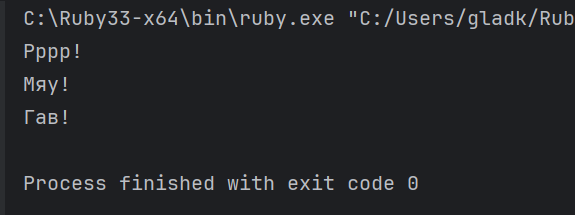 C:\Ruby33-x64\bin\ruby.exe "C:/Users/gladk/Rub
Рррр!
Мяу!
Гав!
Process finished with exit code 0